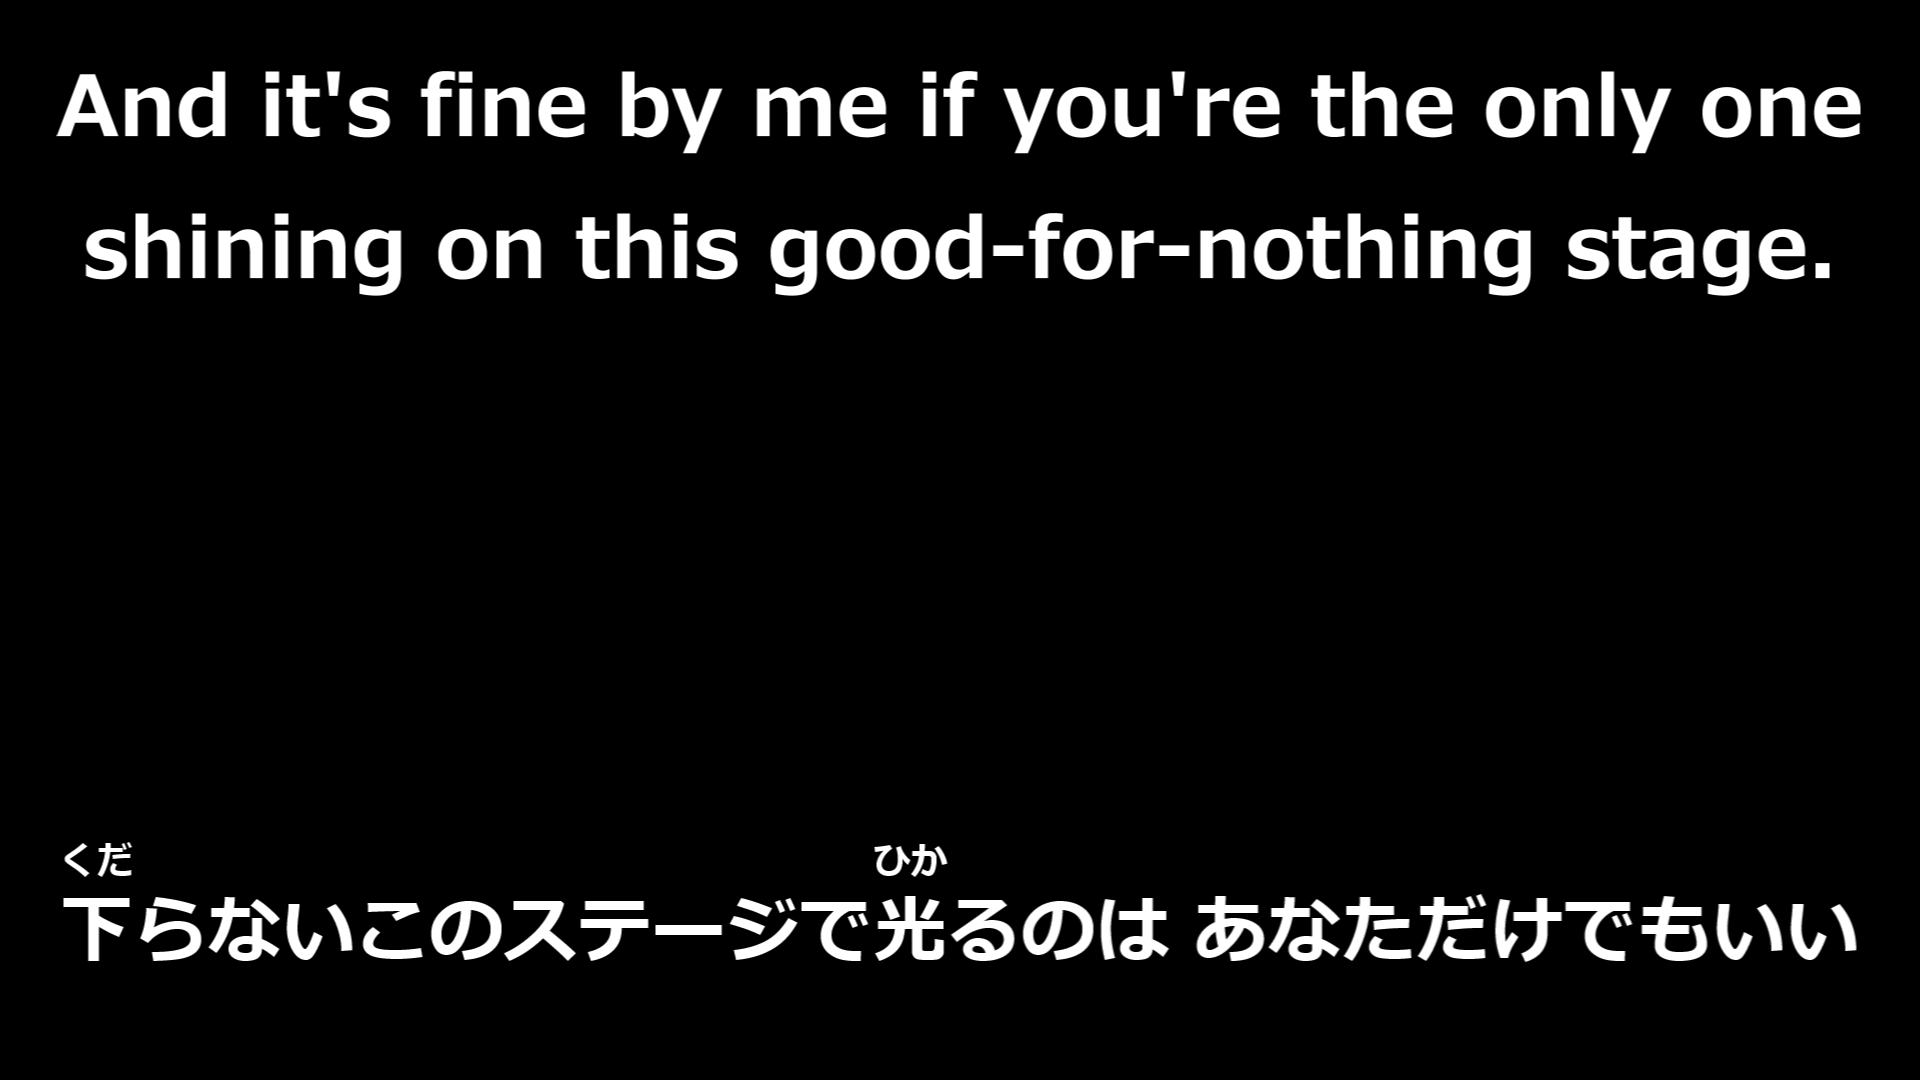 And it's fine by me if you're the only one
shining on this good-for-nothing stage.
くだ ひか
下らないこのステージで光るのは あなただけでもいい